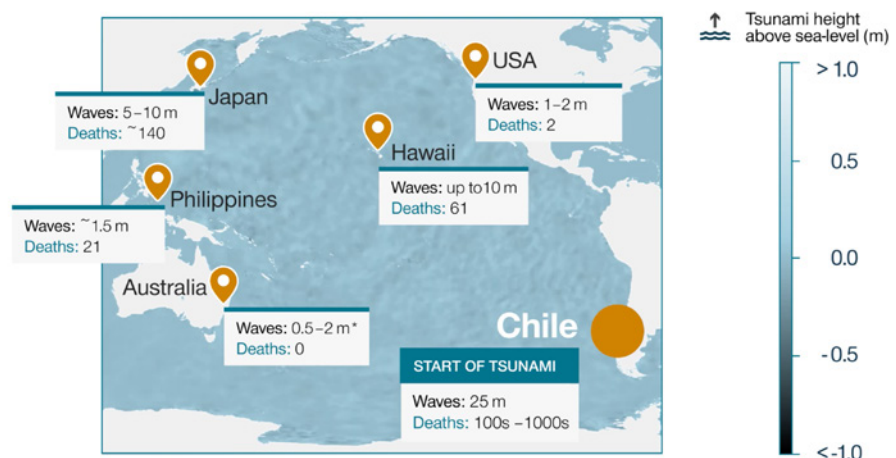 Tsunami height
above sea-level (m)
> 1.0
0.5
0.0
-0.5
<-1.0
USA
Waves: 1–2 m
Deaths: 2
Japan
Waves: 5–10 m
Deaths: ~140
Hawaii
Waves: up to10 m
Deaths: 61
Philippines
Waves: ~1.5 m
Deaths: 21
Australia
Waves: 0.5–2 m*
Deaths: 0
Chile
START OF TSUNAMI
Waves: 25 m
Deaths: 100s –1000s